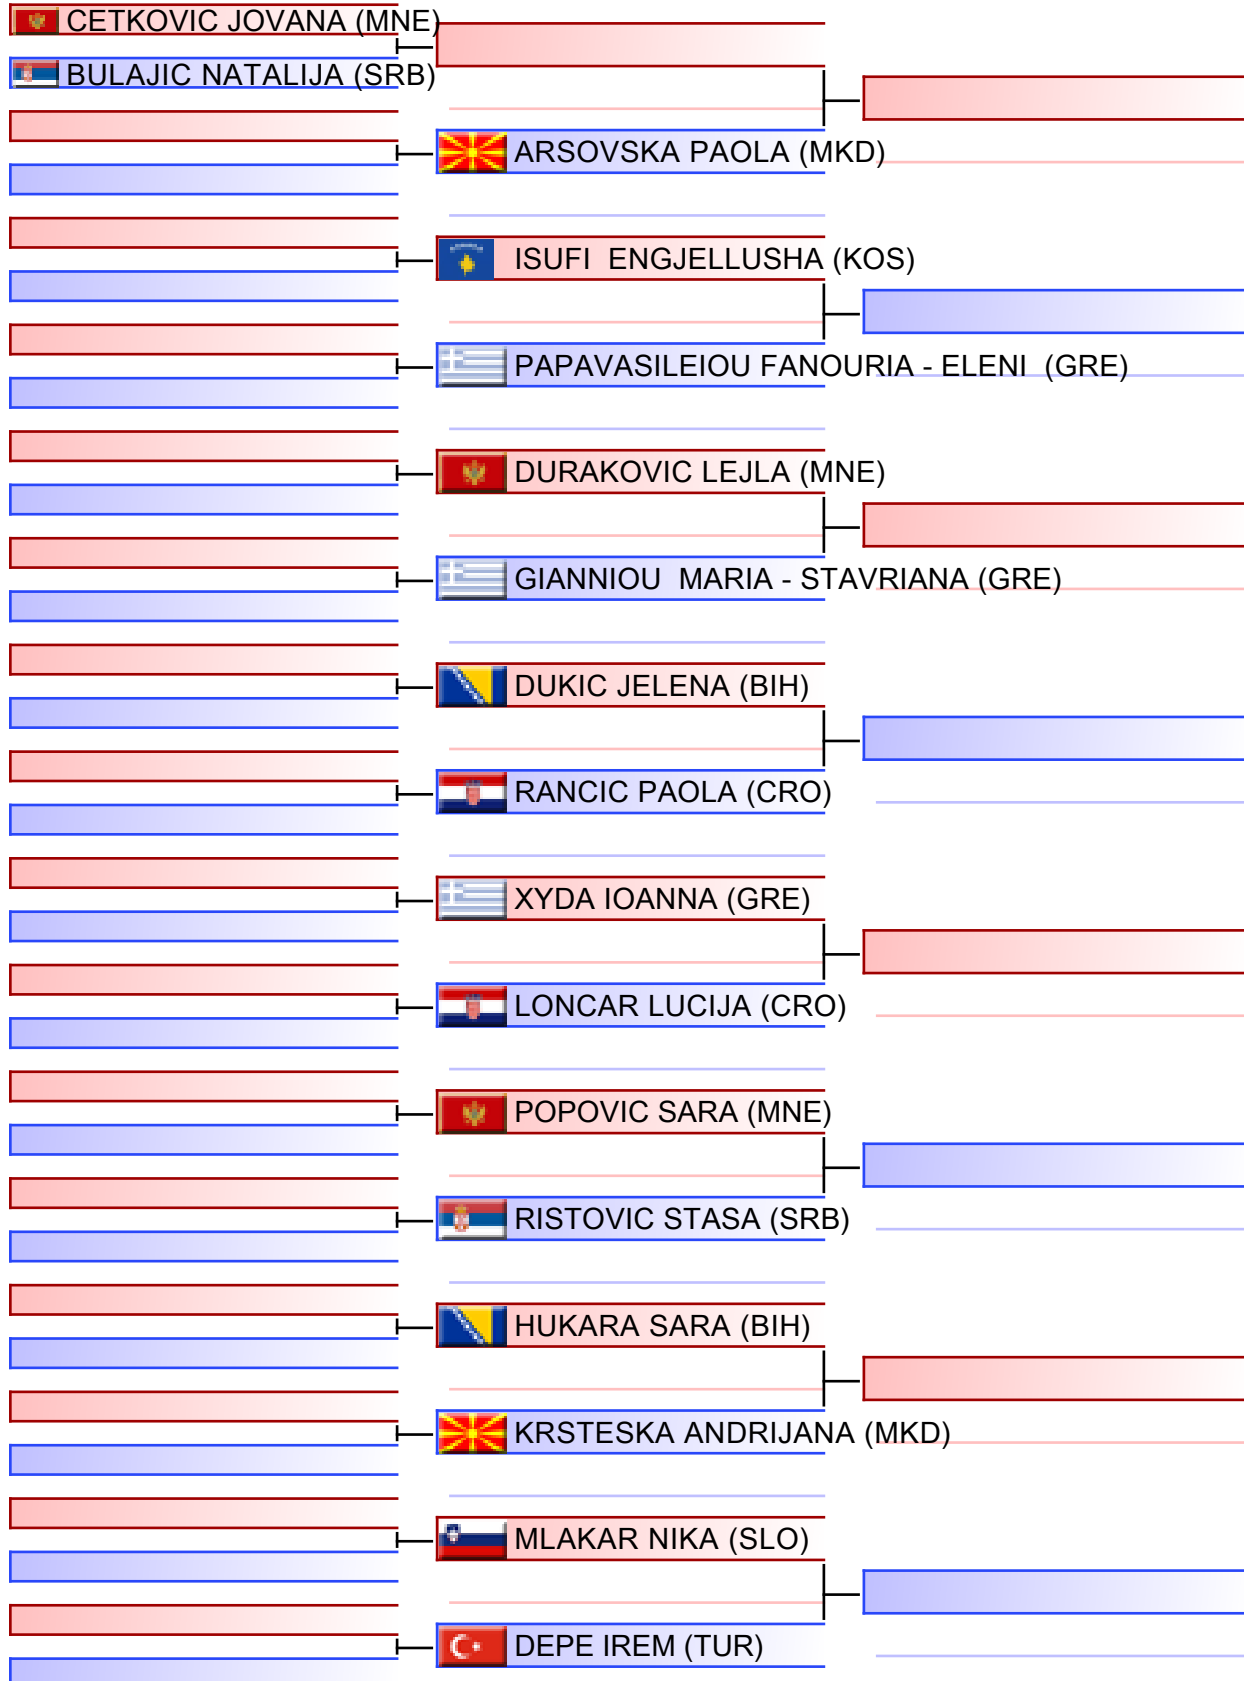 CETKOVIC JOVANA (MNE)
BULAJIC NATALIJA (SRB)
ARSOVSKA PAOLA (MKD)
ISUFI  ENGJELLUSHA (KOS)
PAPAVASILEIOU FANOURIA - ELENI  (GRE)
DURAKOVIC LEJLA (MNE)
GIANNIOU  MARIA - STAVRIANA (GRE)
DUKIC JELENA (BIH)
RANCIC PAOLA (CRO)
XYDA IOANNA (GRE)
LONCAR LUCIJA (CRO)
POPOVIC SARA (MNE)
RISTOVIC STASA (SRB)
HUKARA SARA (BIH)
KRSTESKA ANDRIJANA (MKD)
MLAKAR NIKA (SLO)
DEPE IREM (TUR)